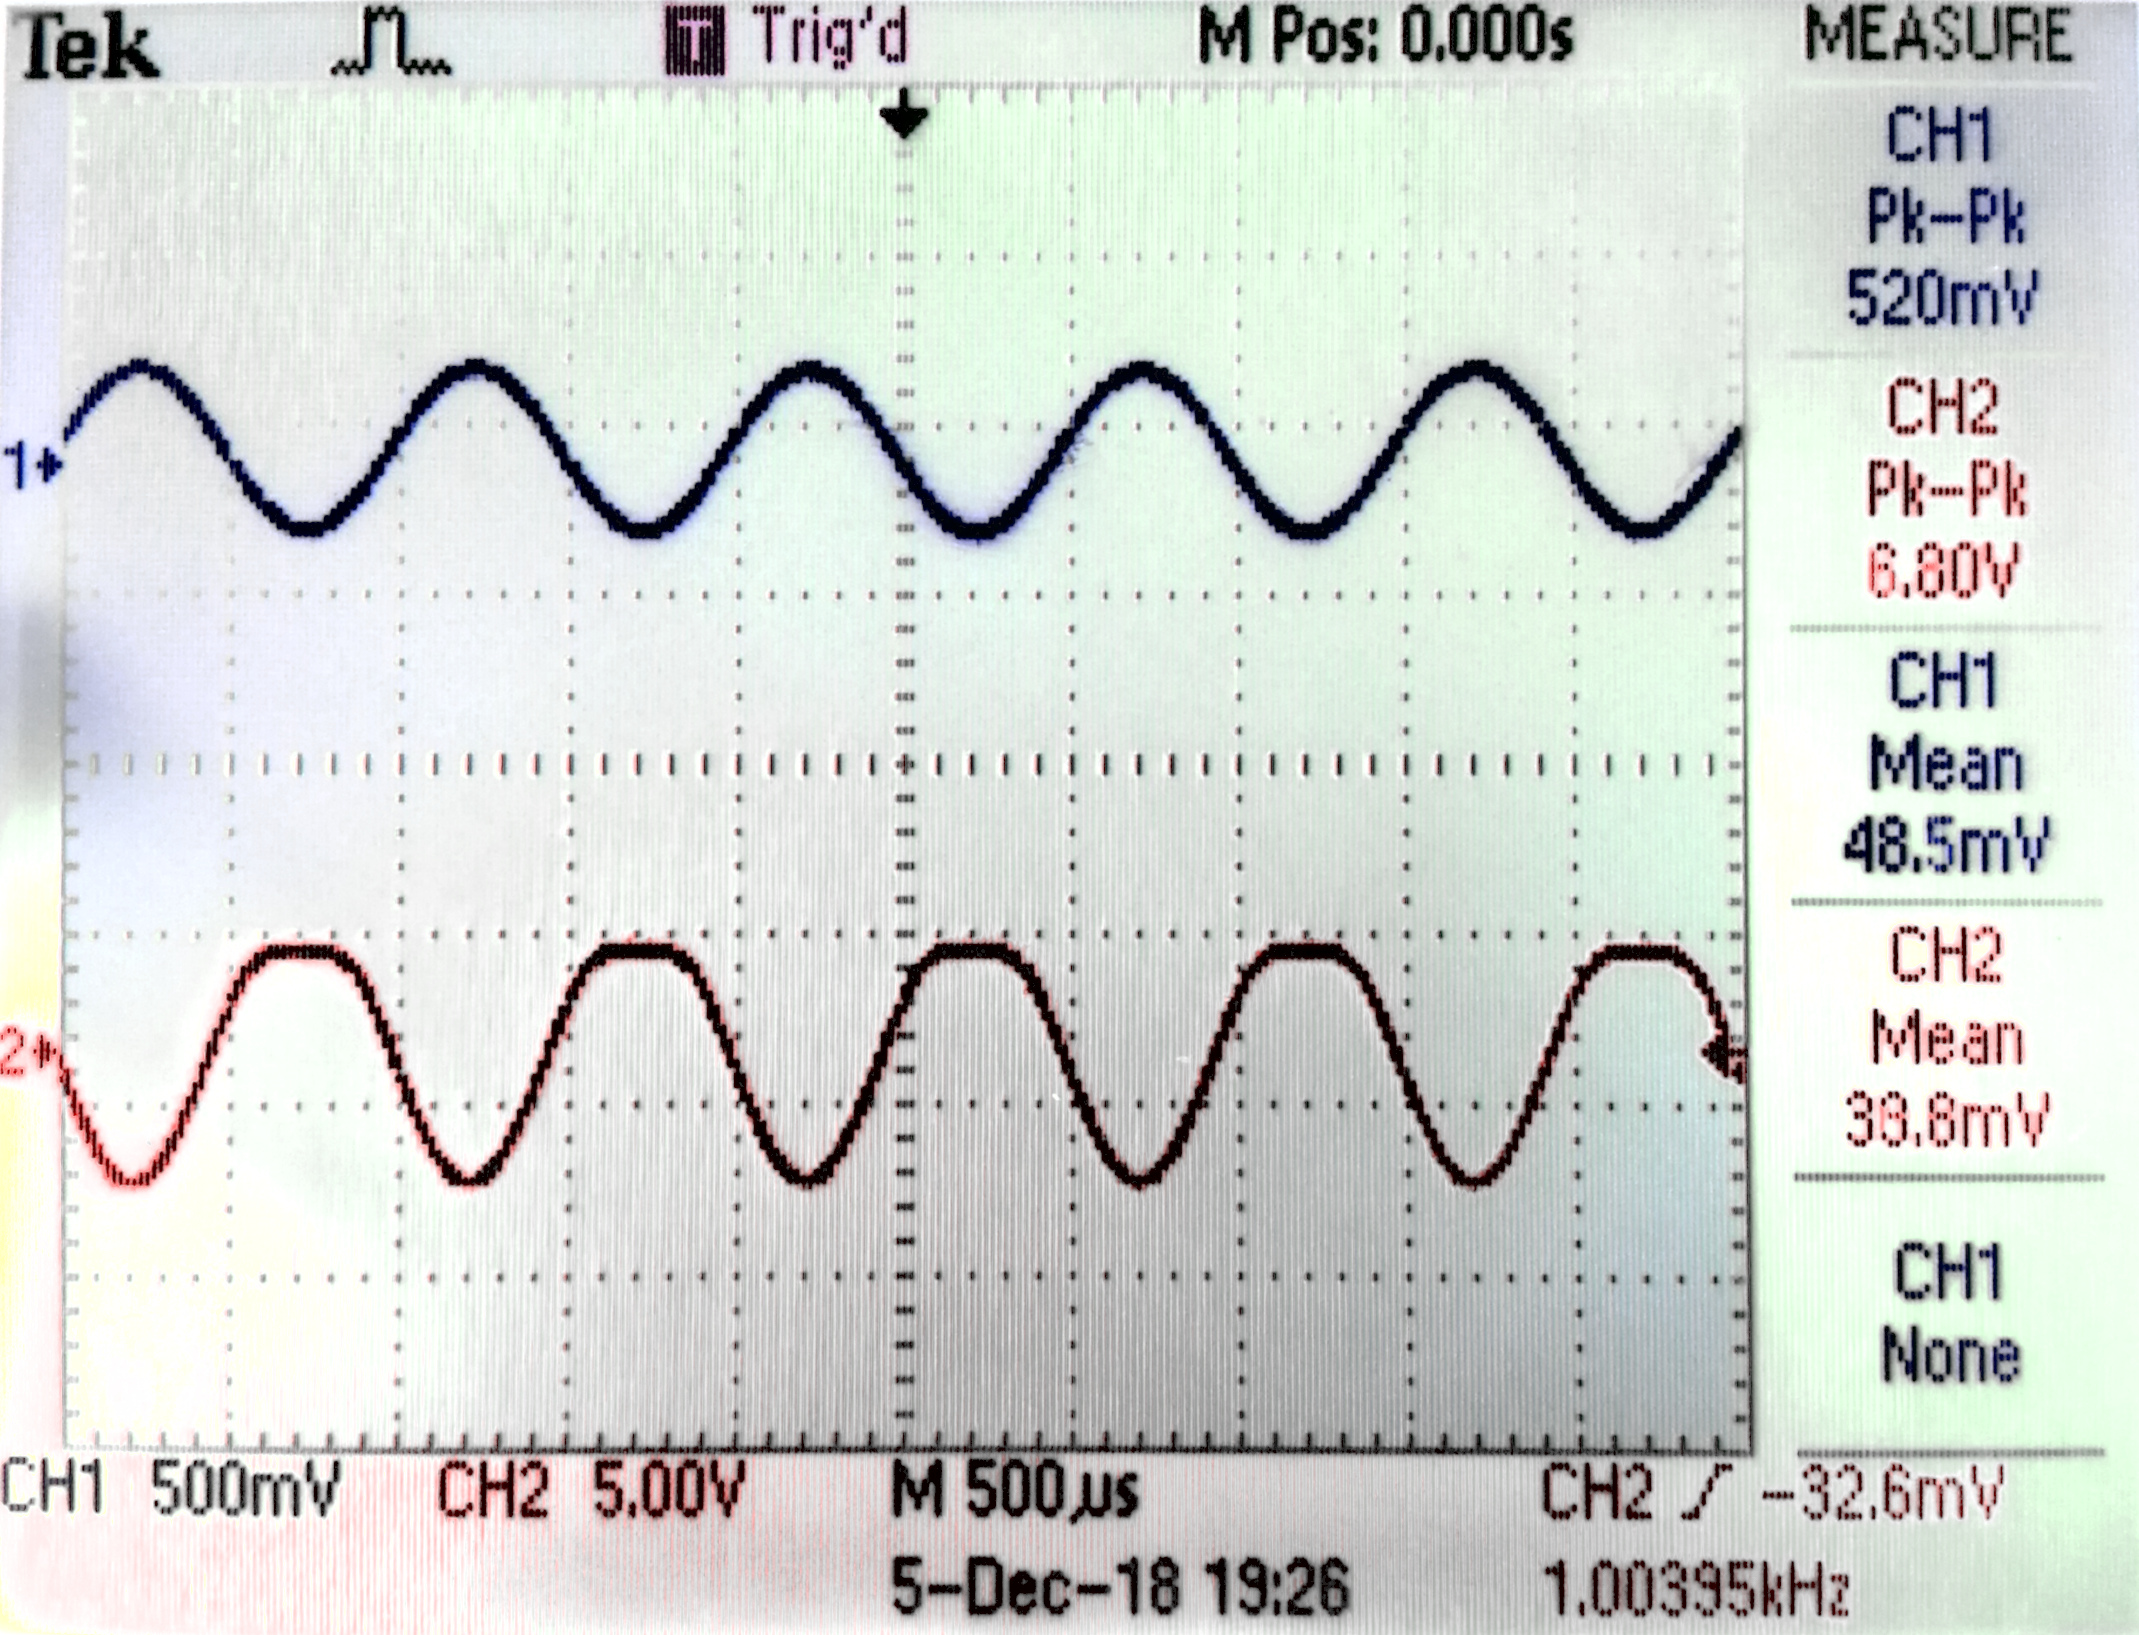 Tek T Trig'd M Pos: 0.000s MEASURE
CH1
Pk-Pk
520mV
CH2
Pk-Pk
6.80V
CH1
Mean
48.5mV
CH2
Mean
38.8mV
CH1
None
1
2
CH1 500mV CH2 5.00V M 500µs CH2 -32.6mV
5-Dec-18 19:26 1.00395kHz